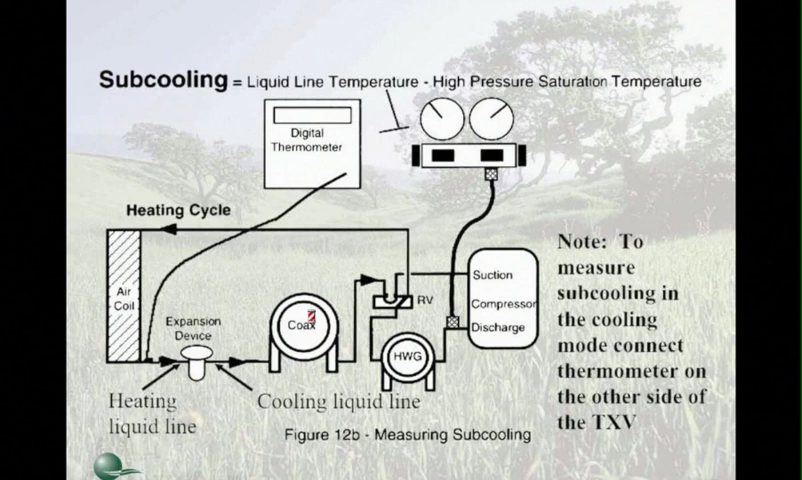 Subcooling = Liquid Line Temperature - High Pressure Saturation Temperature
Digital
Thermometer
Heating Cycle
Air
Coil
Expansion
Device
Coax
RV
HWG
Suction
Compressor
Discharge
Heating
liquid line
Cooling liquid line
Note: To
measure
subcooling in
the cooling
mode connect
thermometer on
the other side of
the TXV
Figure 12b - Measuring Subcooling